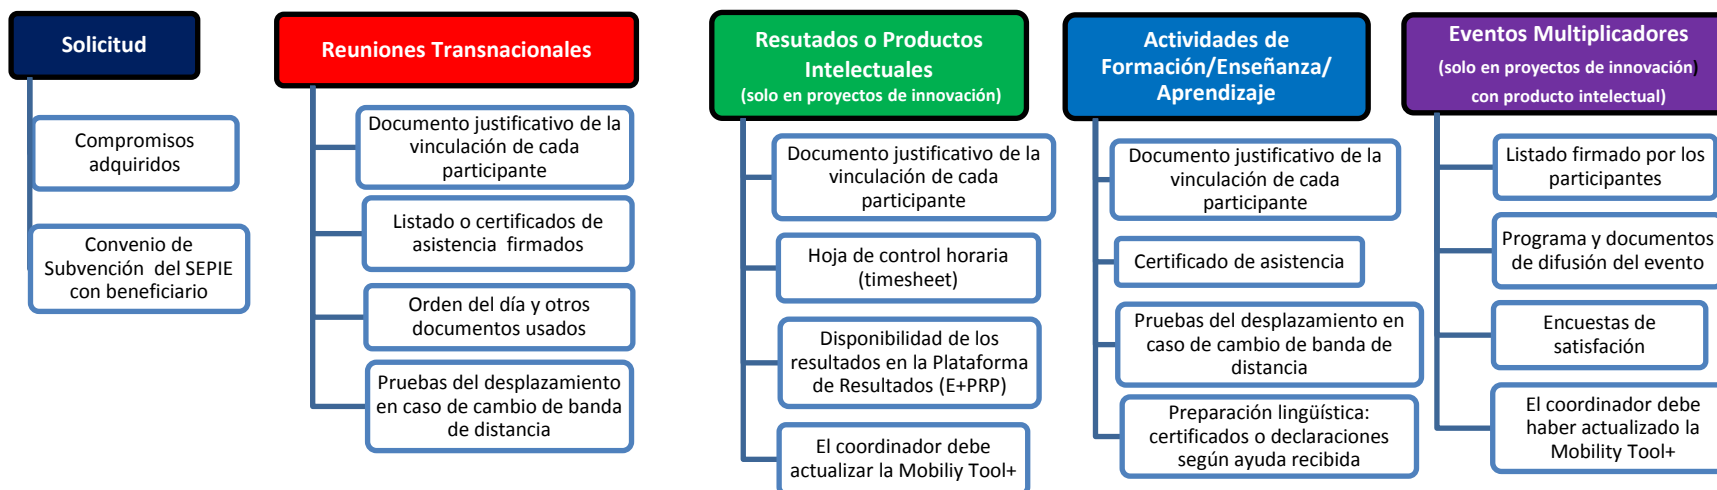 Solicitud
Compromisos
adquiridos
Convenio de
Subvención del SEPIE
con beneficiario
Reuniones Transnacionales
Documento justificativo de la
vinculación de cada
participante
Listado o certificados de
asistencia firmados
Orden del día y otros
documentos usados
Pruebas del desplazamiento
en caso de cambio de banda
de distancia
Resutados o Productos
Intelectuales
(solo en proyectos de innovación)
Documento justificativo de la
vinculación de cada
participante
Hoja de control horaria
(timesheet)
Disponibilidad de los
resultados en la Plataforma
de Resultados (E+PRP)
El coordinador debe
actualizar la Mobiliy Tool+
Actividades de
Formación/Enseñanza/
Aprendizaje
Documento justificativo de la
vinculación de cada
participante
Certificado de asistencia
Pruebas del desplazamiento en
caso de cambio de banda de
distancia
Preparación lingüística:
certificados o declaraciones
según ayuda recibida
Eventos Multiplicadores
(solo en proyectos de innovación)
con producto intelectual)
Listado firmado por los
participantes
Programa y documentos
de difusión del evento
Encuestas de
satisfacción
El coordinador debe
haber actualizado la
Mobility Tool+